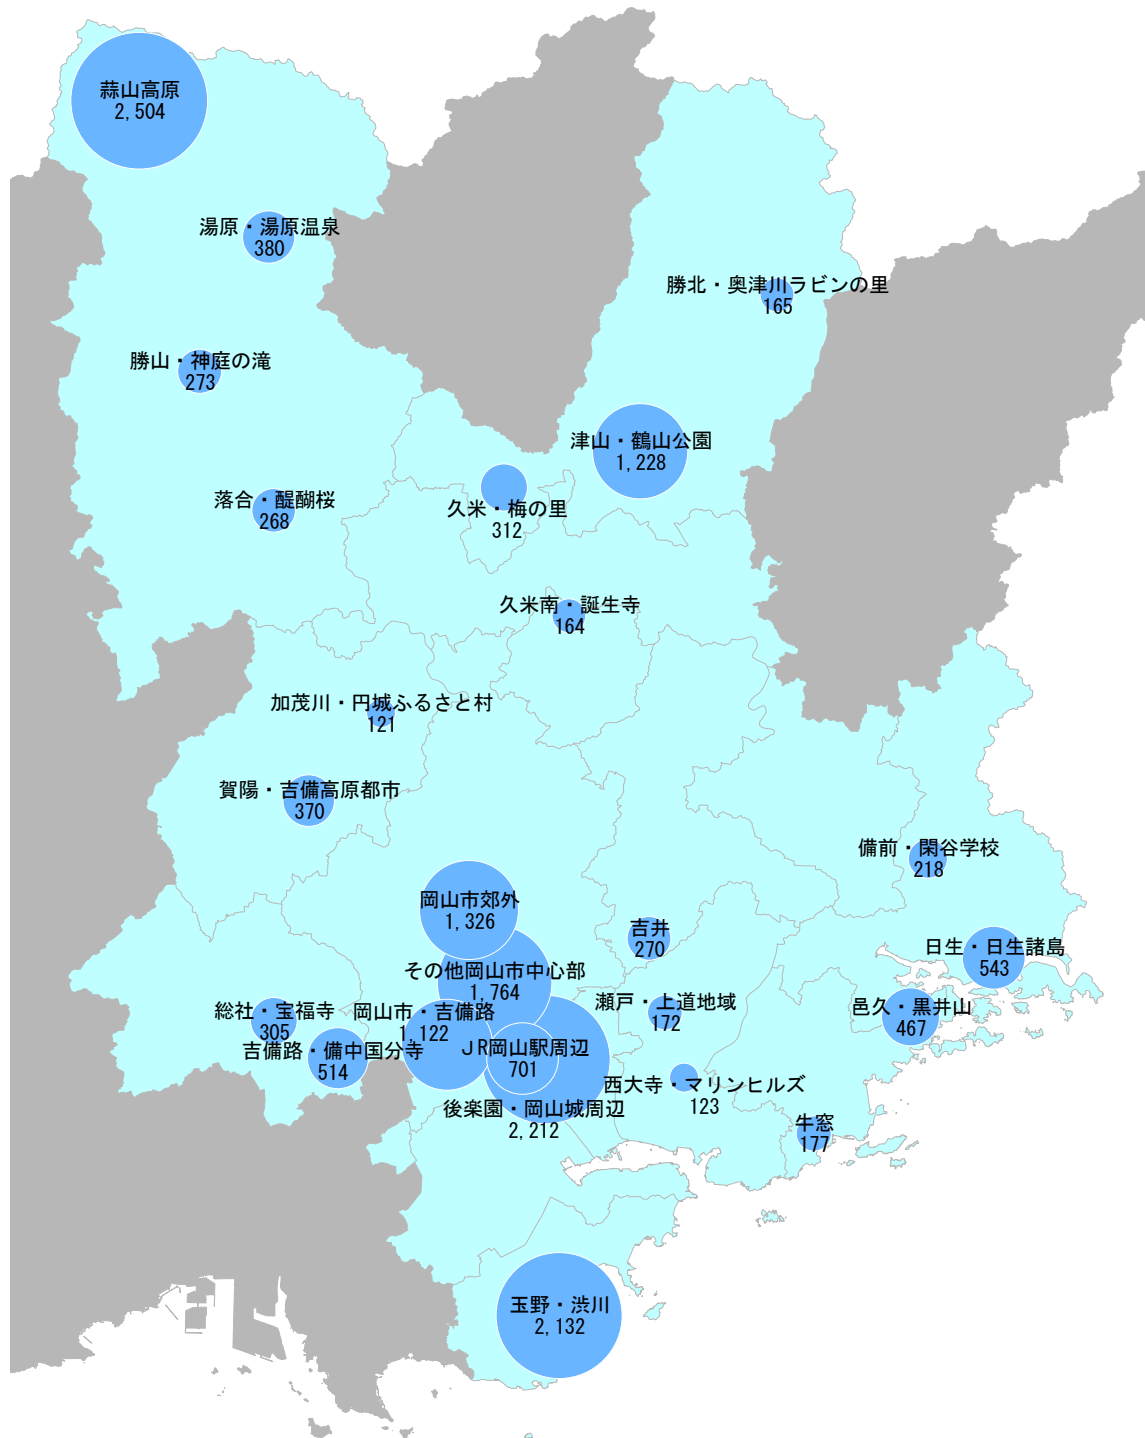 蒜山高原
2,504
湯原・湯原温泉
380
勝北・奥津川ラビンの里
165
勝山・神庭の滝
273
津山・鶴山公園
1,228
落合・醍醐桜
268
久米・梅の里
312
久米南・誕生寺
164
加茂川・円城ふるさと村
121
賀陽・吉備高原都市
370
備前・閑谷学校
218
岡山市郊外
1,326
吉井
270
日生・日生諸島
543
その他岡山市中心部
1,764
瀬戸・上道地域
172
邑久・黒井山
467
総社・宝福寺
305
岡山市・吉備路
1,122
吉備路・備中国分寺
514
ＪR岡山駅周辺
701
西大寺・マリンヒルズ
123
後楽園・岡山城周辺
2,212
牛窓
177
玉野・渋川
2,132